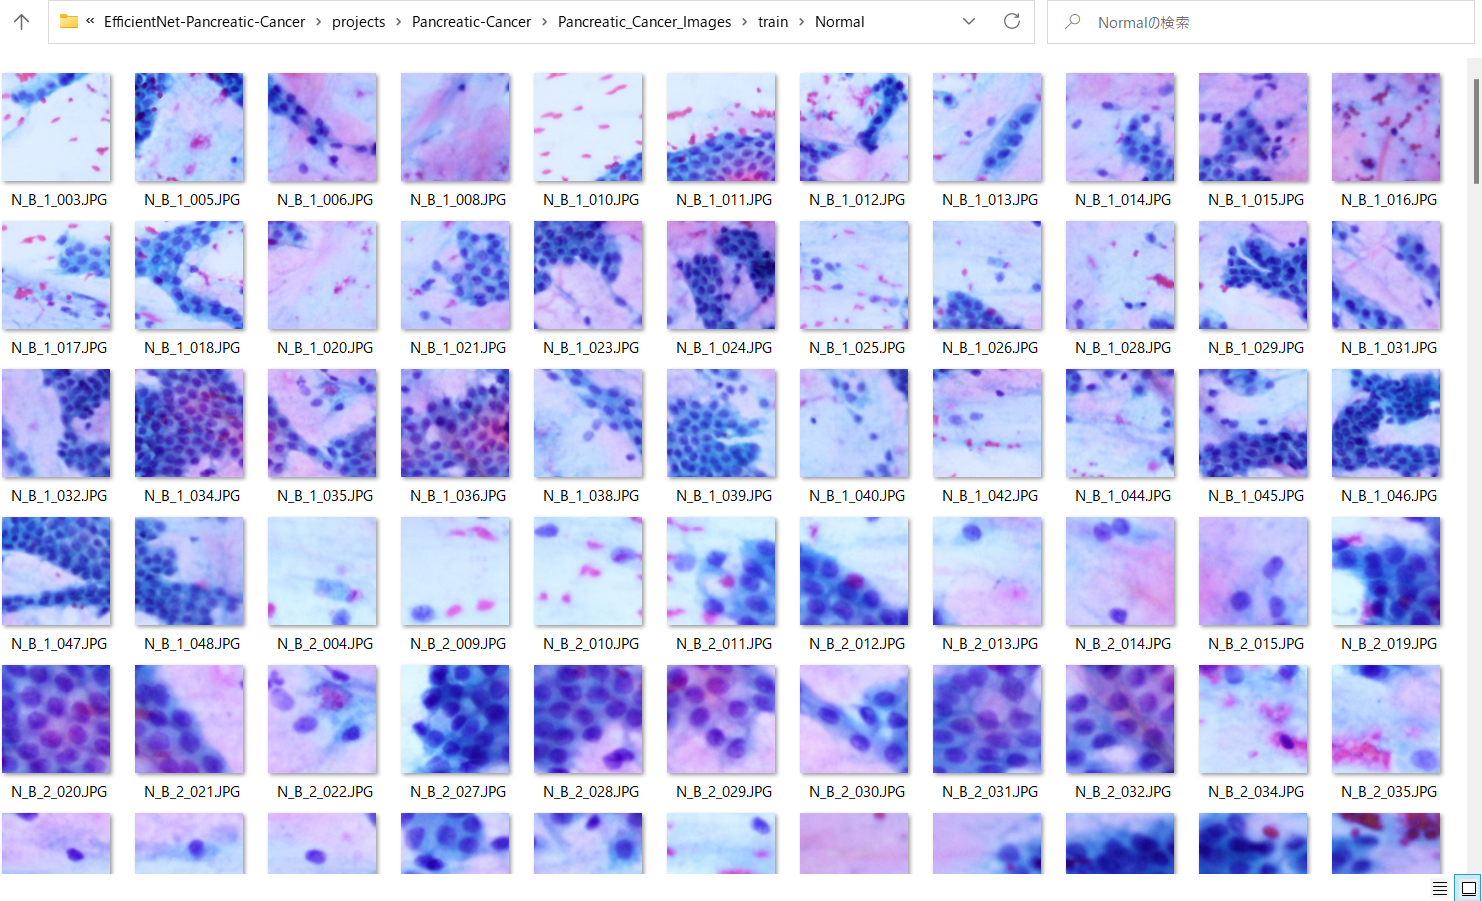 « EfficientNet-Pancreatic-Cancer > projects > Pancreatic-Cancer > Pancreatic_Cancer_Images > train > Normal
Normalの検索
N_B_1_003.JPG N_B_1_005.JPG N_B_1_006.JPG N_B_1_008.JPG N_B_1_010.JPG N_B_1_011.JPG N_B_1_012.JPG N_B_1_013.JPG N_B_1_014.JPG N_B_1_015.JPG N_B_1_016.JPG
N_B_1_017.JPG N_B_1_018.JPG N_B_1_020.JPG N_B_1_021.JPG N_B_1_023.JPG N_B_1_024.JPG N_B_1_025.JPG N_B_1_026.JPG N_B_1_028.JPG N_B_1_029.JPG N_B_1_031.JPG
N_B_1_032.JPG N_B_1_034.JPG N_B_1_035.JPG N_B_1_036.JPG N_B_1_038.JPG N_B_1_039.JPG N_B_1_040.JPG N_B_1_042.JPG N_B_1_044.JPG N_B_1_045.JPG N_B_1_046.JPG
N_B_1_047.JPG N_B_1_048.JPG N_B_2_004.JPG N_B_2_009.JPG N_B_2_010.JPG N_B_2_011.JPG N_B_2_012.JPG N_B_2_013.JPG N_B_2_014.JPG N_B_2_015.JPG N_B_2_019.JPG
N_B_2_020.JPG N_B_2_021.JPG N_B_2_022.JPG N_B_2_027.JPG N_B_2_028.JPG N_B_2_029.JPG N_B_2_030.JPG N_B_2_031.JPG N_B_2_032.JPG N_B_2_034.JPG N_B_2_035.JPG